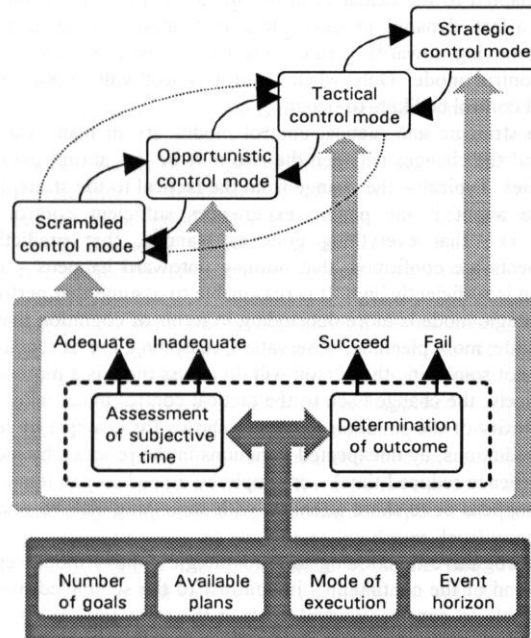 Strategic
control mode
Tactical
control mode
Opportunistic
control mode
Scrambled
control mode
Adequate Inadequate Succeed Fail
Assessment
of subjective
time
Determination
of outcome
Number
of goals
Available
plans
Mode of
execution
Event
horizon